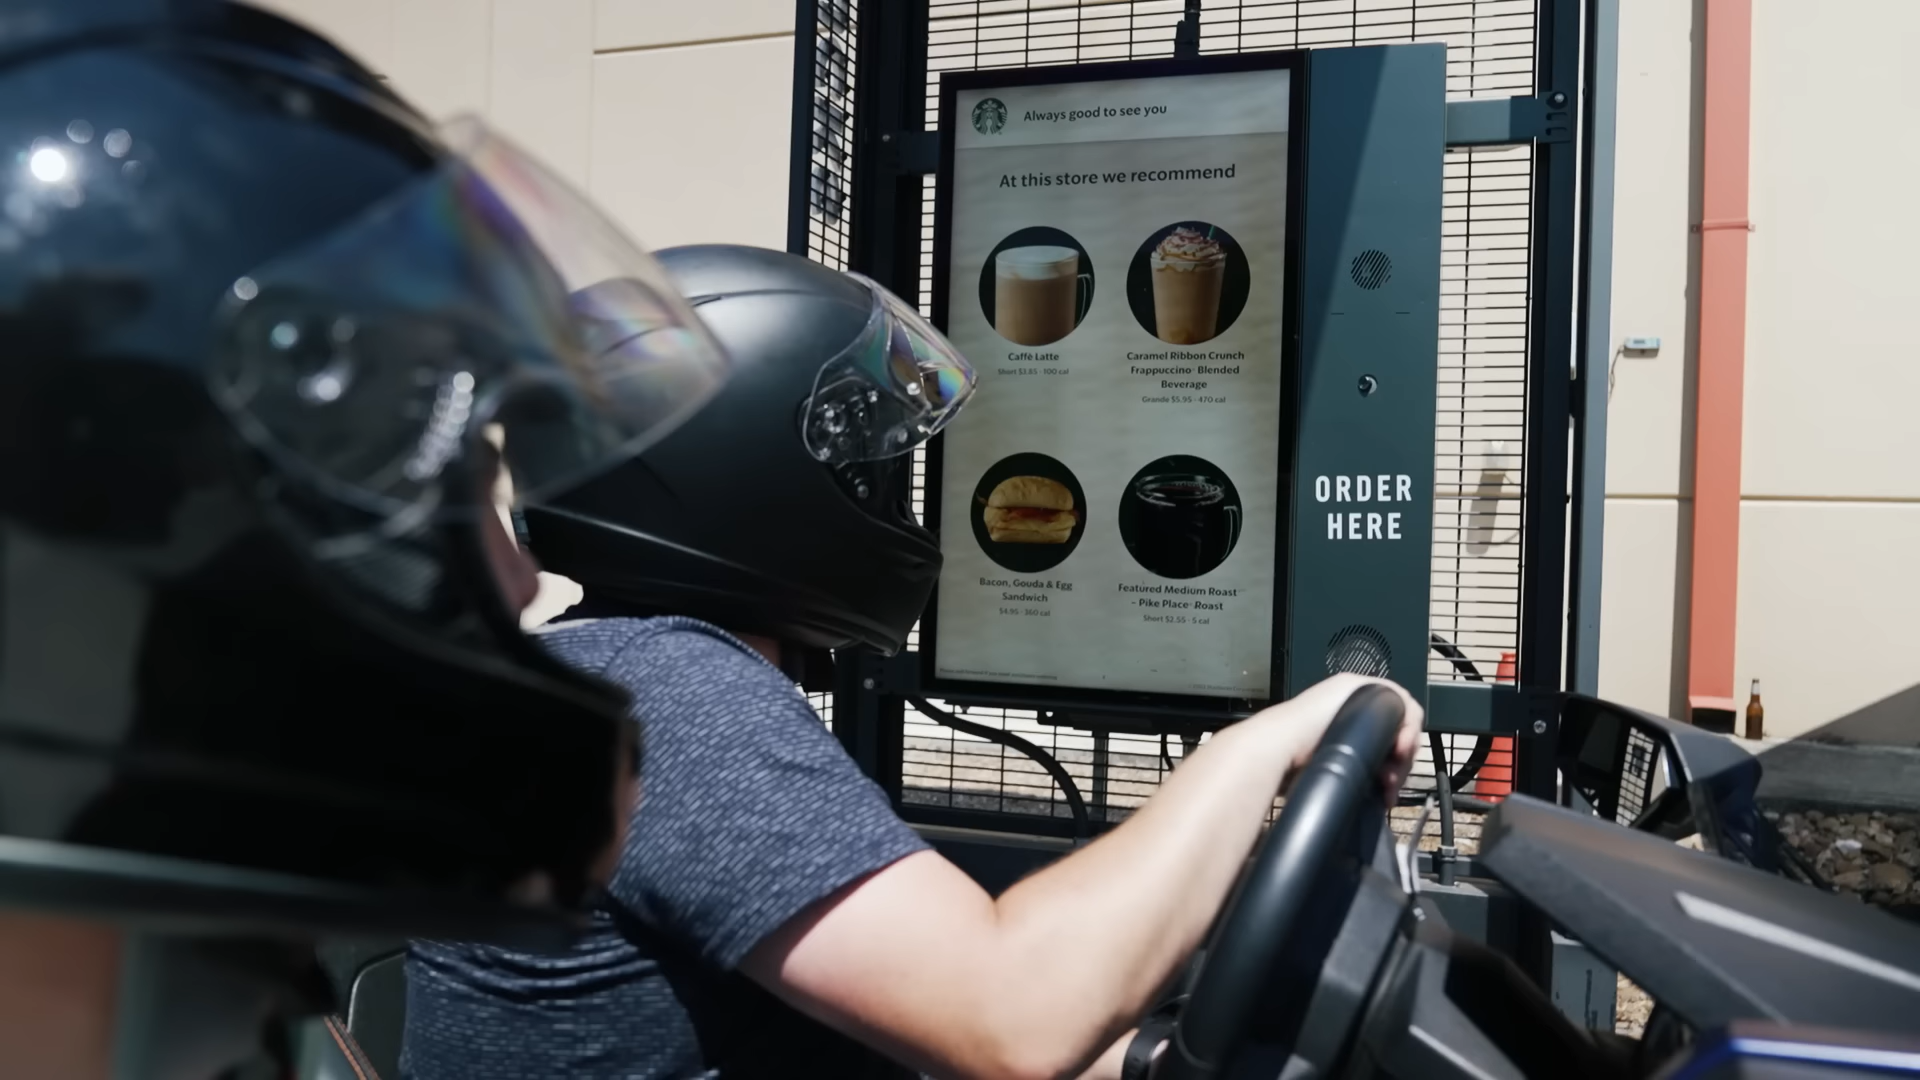 Always good to see you
At this store we recommend
Caffè Latte
Short $3.85 · 100 cal
Caramel Ribbon Crunch
Frappuccino· Blended
Beverage
Grande $5.95 · 470 cal
Bacon, Gouda & Egg
Sandwich
$4.95 · 360 cal
Featured Medium Roast
- Pike Place· Roast
Short $2.55 · 5 cal
ORDER
HERE